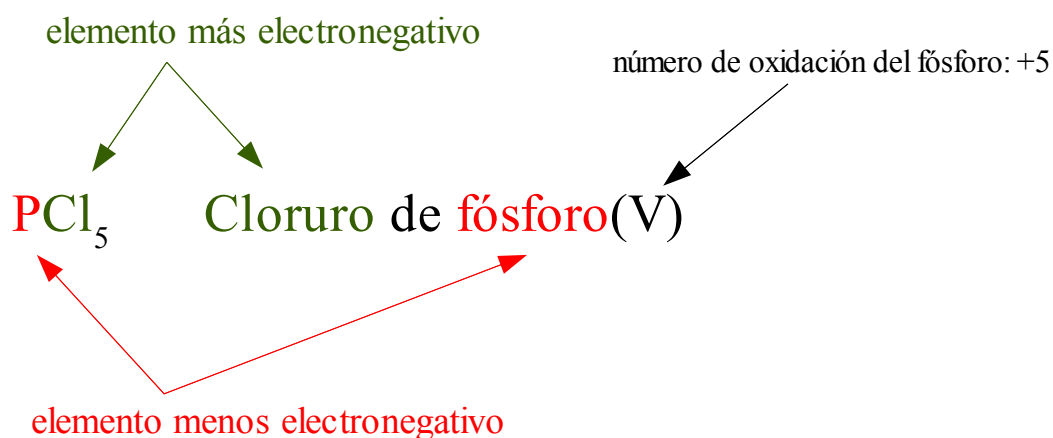 elemento más electronegativo
número de oxidación del fósforo: +5
PCl5 Cloruro de fósforo(V)
elemento menos electronegativo